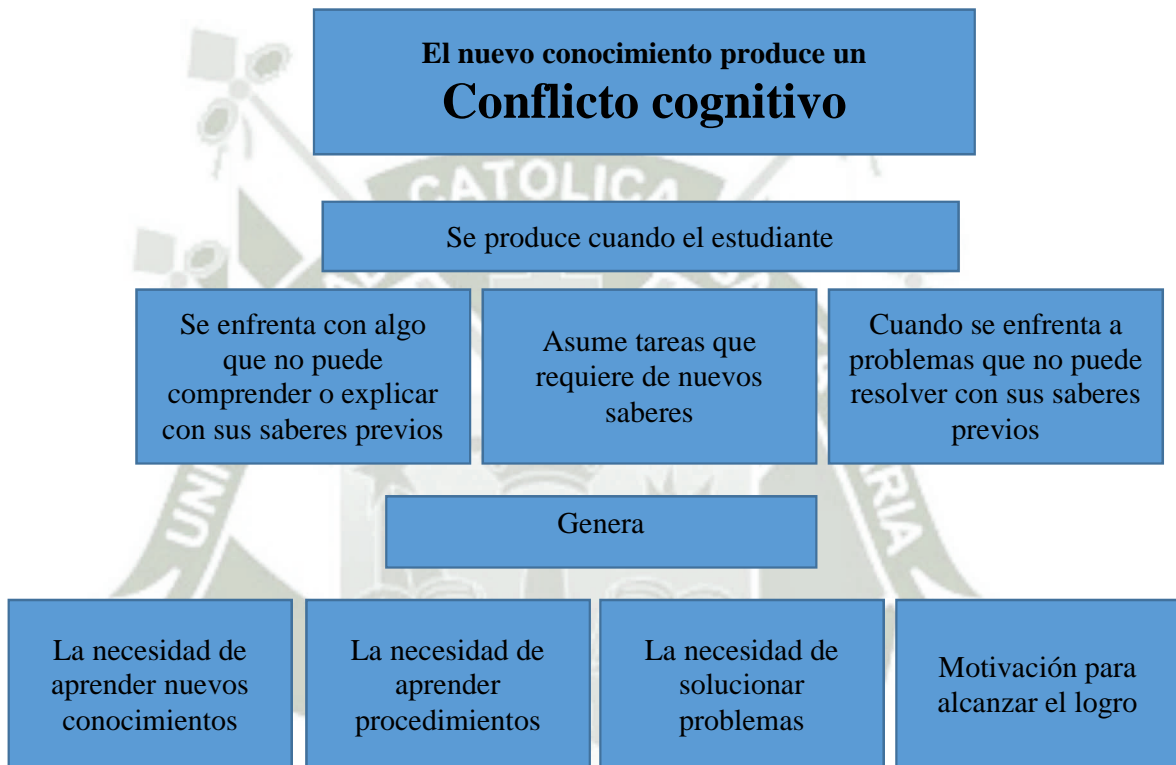 El nuevo conocimiento produce un
Conflicto cognitivo
CATOLICA
Se produce cuando el estudiante
Se enfrenta con algo
que no puede
comprender o explicar
con sus saberes previos
Asume tareas que
requiere de nuevos
saberes
Cuando se enfrenta a
problemas que no puede
resolver con sus saberes
previos
Genera
La necesidad de
aprender nuevos
conocimientos
La necesidad de
aprender
procedimientos
La necesidad de
solucionar
problemas
Motivación para
alcanzar el logro